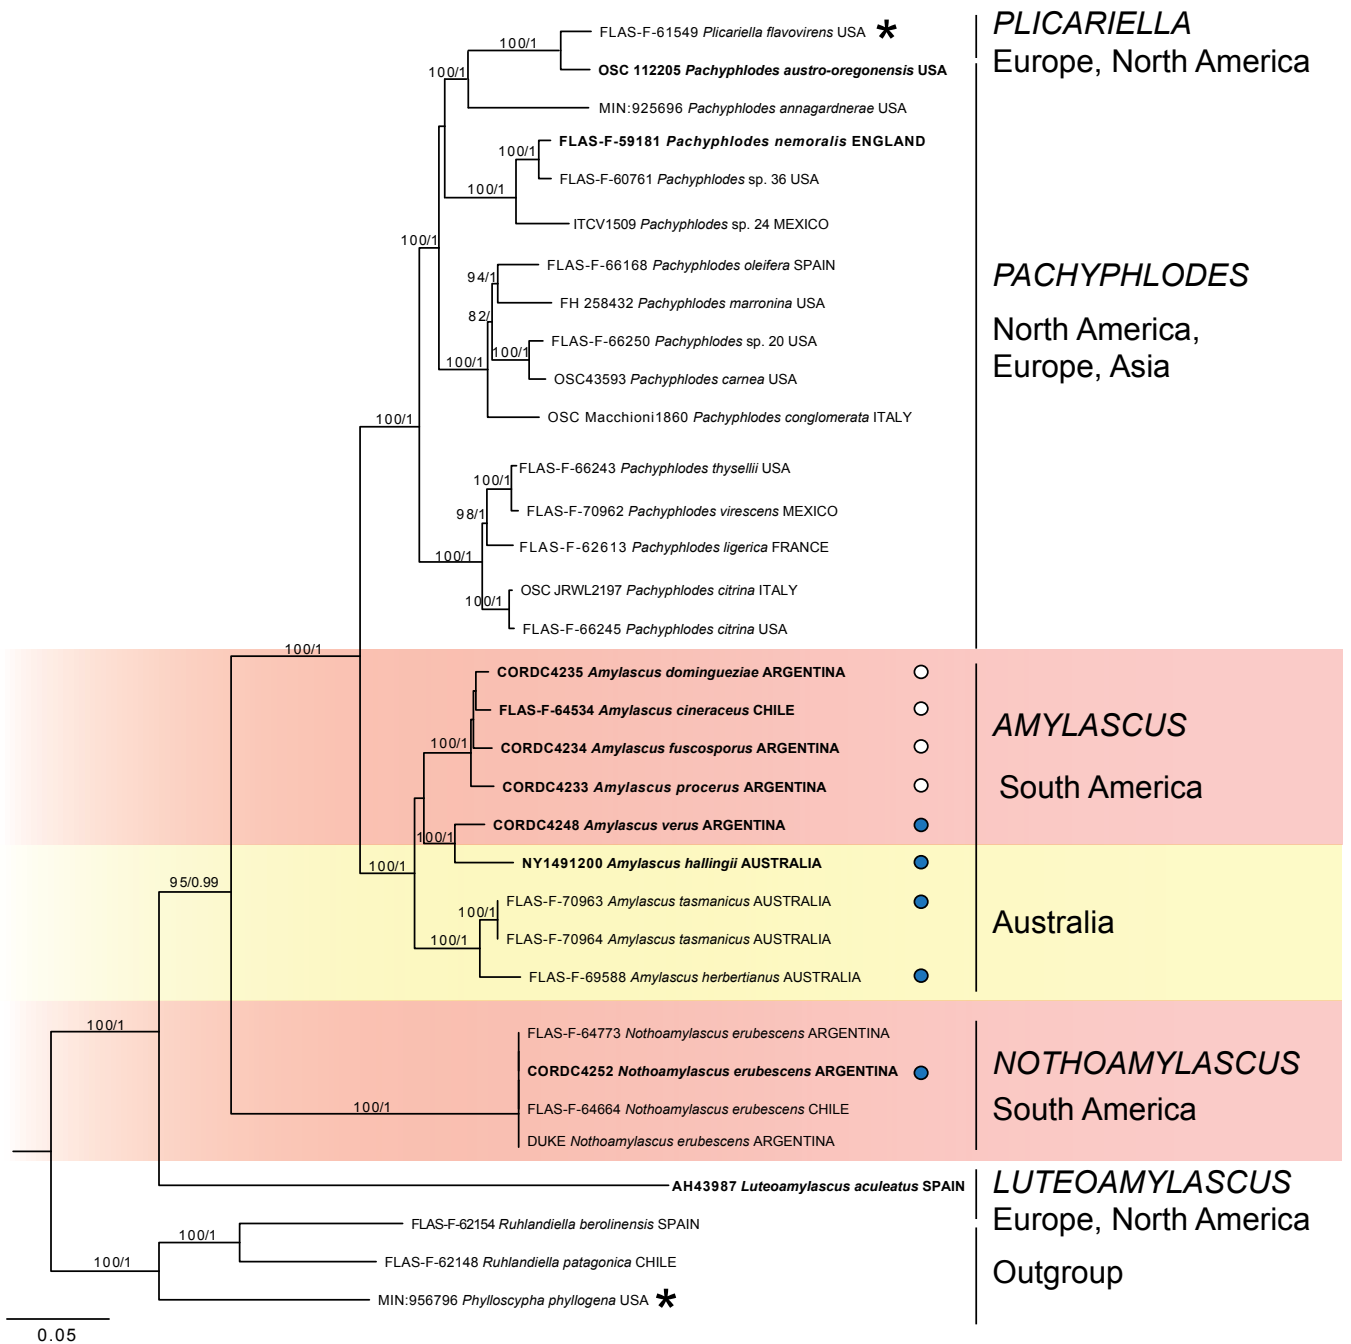 FLAS-F-61549 Plicariella flavovirens USA *
OSC 112205 Pachyphlodes austro-oregonensis USA
MIN:925696 Pachyphlodes annagardnerae USA
FLAS-F-59181 Pachyphlodes nemoralis ENGLAND
FLAS-F-60761 Pachyphlodes sp. 36 USA
ITCV1509 Pachyphlodes sp. 24 MEXICO
FLAS-F-66168 Pachyphlodes oleifera SPAIN
FH 258432 Pachyphlodes marronina USA
FLAS-F-66250 Pachyphlodes sp. 20 USA
OSC43593 Pachyphlodes carnea USA
OSC Macchioni1860 Pachyphlodes conglomerata ITALY
FLAS-F-66243 Pachyphlodes thysellii USA
FLAS-F-70962 Pachyphlodes virescens MEXICO
FLAS-F-62613 Pachyphlodes ligerica FRANCE
OSC JRWL2197 Pachyphlodes citrina ITALY
FLAS-F-66245 Pachyphlodes citrina USA
CORDC4235 Amylascus domingueziae ARGENTINA
FLAS-F-64534 Amylascus cineraceus CHILE
CORDC4234 Amylascus fuscosporus ARGENTINA
CORDC4233 Amylascus procerus ARGENTINA
CORDC4248 Amylascus verus ARGENTINA
NY1491200 Amylascus hallingii AUSTRALIA
FLAS-F-70963 Amylascus tasmanicus AUSTRALIA
FLAS-F-70964 Amylascus tasmanicus AUSTRALIA
FLAS-F-69588 Amylascus herbertianus AUSTRALIA
FLAS-F-64773 Nothoamylascus erubescens ARGENTINA
CORDC4252 Nothoamylascus erubescens ARGENTINA
FLAS-F-64664 Nothoamylascus erubescens CHILE
DUKE Nothoamylascus erubescens ARGENTINA
AH43987 Luteoamylascus aculeatus SPAIN
FLAS-F-62154 Ruhlandiella berolinensis SPAIN
FLAS-F-62148 Ruhlandiella patagonica CHILE
MIN:956796 Phylloscypha phyllogena USA *
100/1
100/1
100/1
100/1
100/1
94/1
82/
100/1
100/1
100/1
100/1
98/1
100/1
100/1
100/1
100/1
100/1
100/1
95/0.99
100/1
100/1
100/1
100/1
100/1
100/1
0.05
PLICARIELLA
Europe, North America
PACHYPHLODES
North America,
Europe, Asia
AMYLASCUS
South America
Australia
NOTHOAMYLASCUS
South America
LUTEOAMYLASCUS
Europe, North America
Outgroup